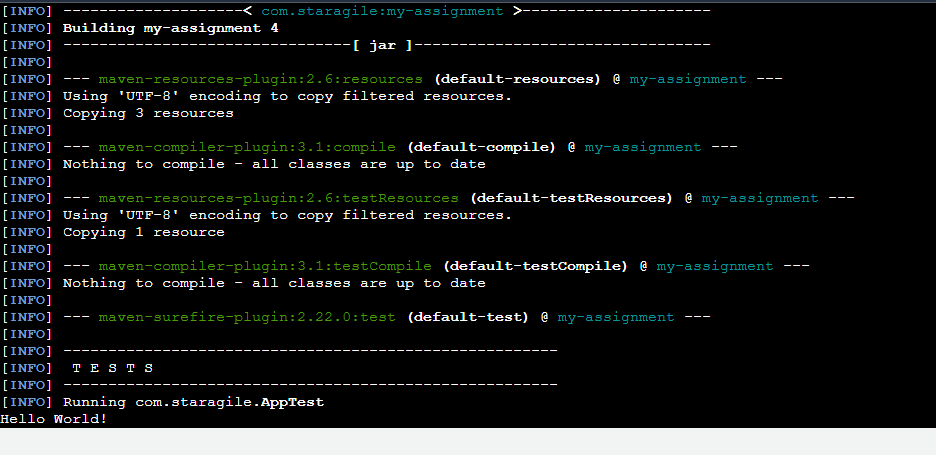 [INFO] --------------------< com.staragile:my-assignment >---------------------
[INFO] Building my-assignment 4
[INFO] --------------------------------[ jar ]---------------------------------
[INFO]
[INFO] --- maven-resources-plugin:2.6:resources (default-resources) @ my-assignment ---
[INFO] Using 'UTF-8' encoding to copy filtered resources.
[INFO] Copying 3 resources
[INFO]
[INFO] --- maven-compiler-plugin:3.1:compile (default-compile) @ my-assignment ---
[INFO] Nothing to compile - all classes are up to date
[INFO]
[INFO] --- maven-resources-plugin:2.6:testResources (default-testResources) @ my-assignment ---
[INFO] Using 'UTF-8' encoding to copy filtered resources.
[INFO] Copying 1 resource
[INFO]
[INFO] --- maven-compiler-plugin:3.1:testCompile (default-testCompile) @ my-assignment ---
[INFO] Nothing to compile - all classes are up to date
[INFO]
[INFO] --- maven-surefire-plugin:2.22.0:test (default-test) @ my-assignment ---
[INFO]
[INFO] -------------------------------------------------------
[INFO]  T E S T S
[INFO] -------------------------------------------------------
[INFO] Running com.staragile.AppTest
Hello World!